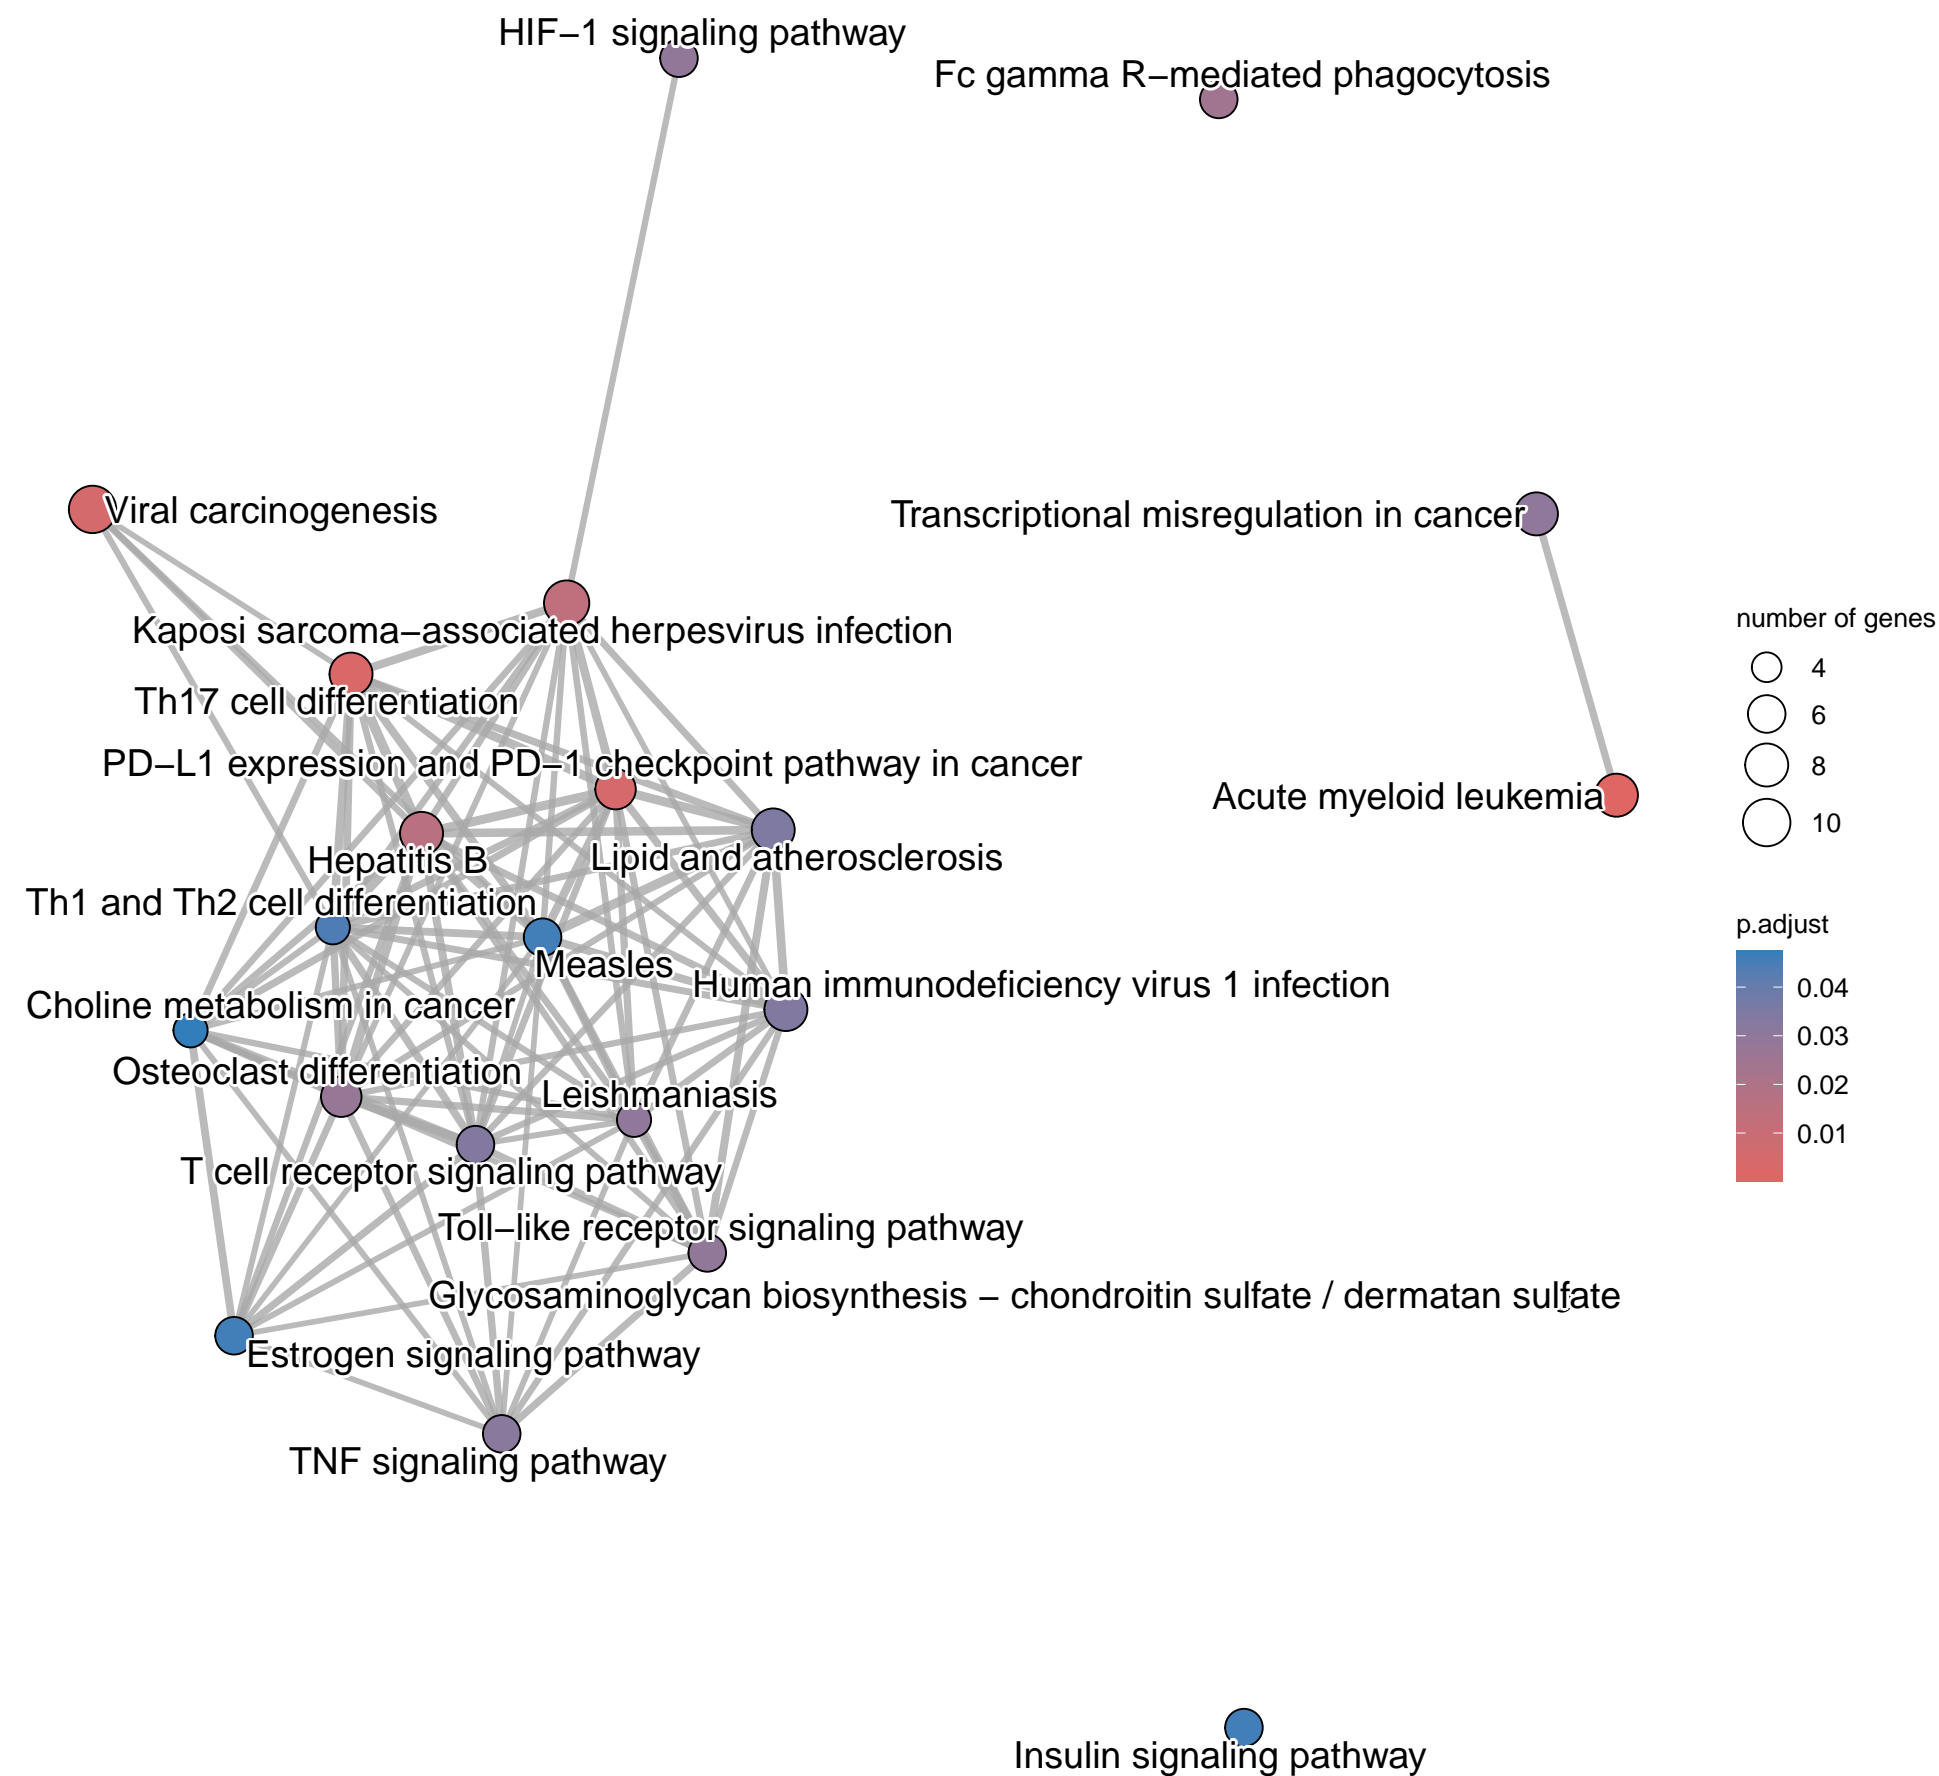 HIF−1 signaling pathway
Fc gamma R−mediated phagocytosis
Viral carcinogenesis
Transcriptional misregulation in cancer
Kaposi sarcoma−associated herpesvirus infection
Th17 cell differentiation
PD−L1 expression and PD−1 checkpoint pathway in cancer
Acute myeloid leukemia
Hepatitis B
Lipid and atherosclerosis
Th1 and Th2 cell differentiation
Measles
Human immunodeficiency virus 1 infection
Choline metabolism in cancer
Osteoclast differentiation
Leishmaniasis
T cell receptor signaling pathway
Toll−like receptor signaling pathway
Glycosaminoglycan biosynthesis − chondroitin sulfate / dermatan sulfate
Estrogen signaling pathway
TNF signaling pathway
Insulin signaling pathway
number of genes
4
6
8
10
p.adjust
0.04
0.03
0.02
0.01